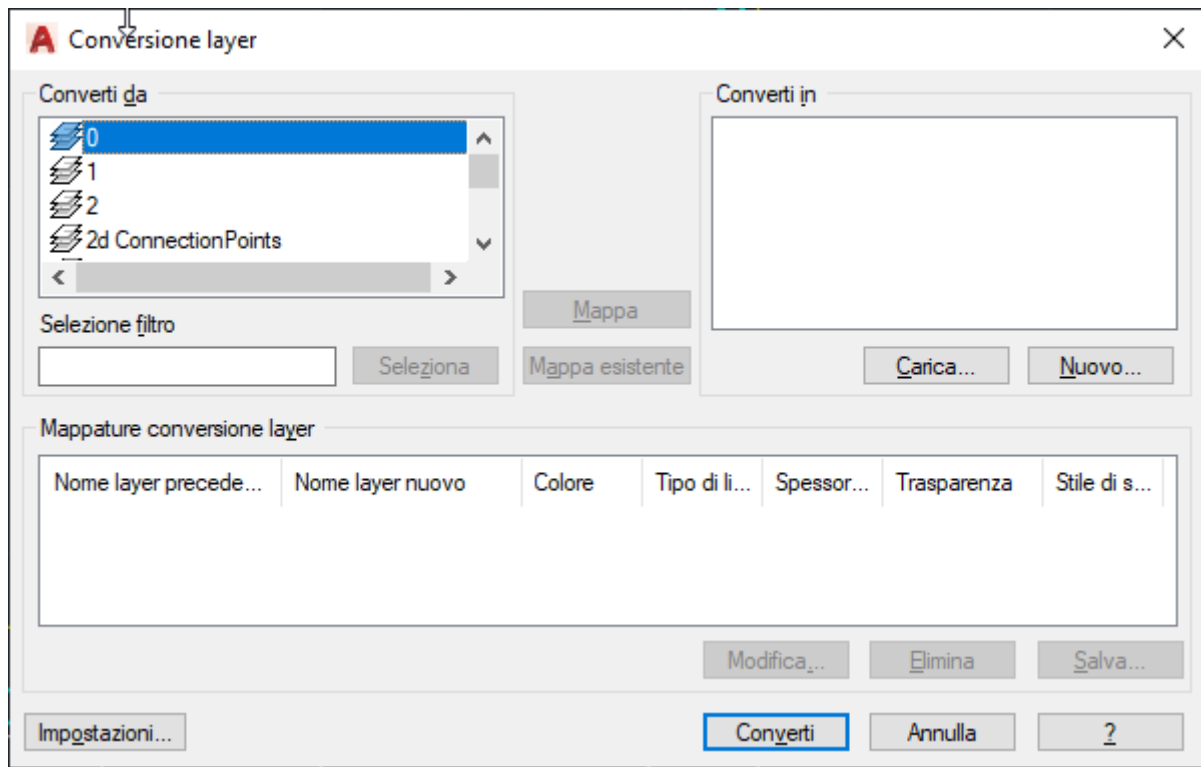 Conversione layer
Converti da
Converti in
0
1
2
2d ConnectionPoints
Mappa
Selezione filtro
Seleziona
Mappa esistente
Carica...
Nuovo...
Mappature conversione layer
Nome layer precede... Nome layer nuovo Colore Tipo di li... Spessor... Trasparenza Stile di s...
Modifica... Elimina Salva...
Impostazioni... Converti Annulla ?